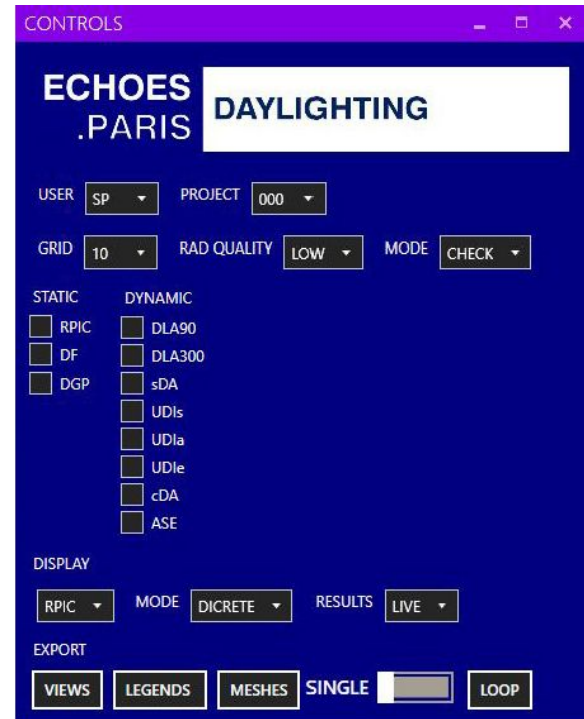 CONTROLS
ECHOES
.PARIS
DAYLIGHTING
USER SP PROJECT 000
GRID 10 RAD QUALITY LOW MODE CHECK
STATIC DYNAMIC
RPIC DLA90
DF DLA300
DGP sDA
UDIs
UDIa
UDIe
cDA
ASE
DISPLAY
RPIC MODE DICRETE RESULTS LIVE
EXPORT
VIEWS LEGENDS MESHES SINGLE LOOP